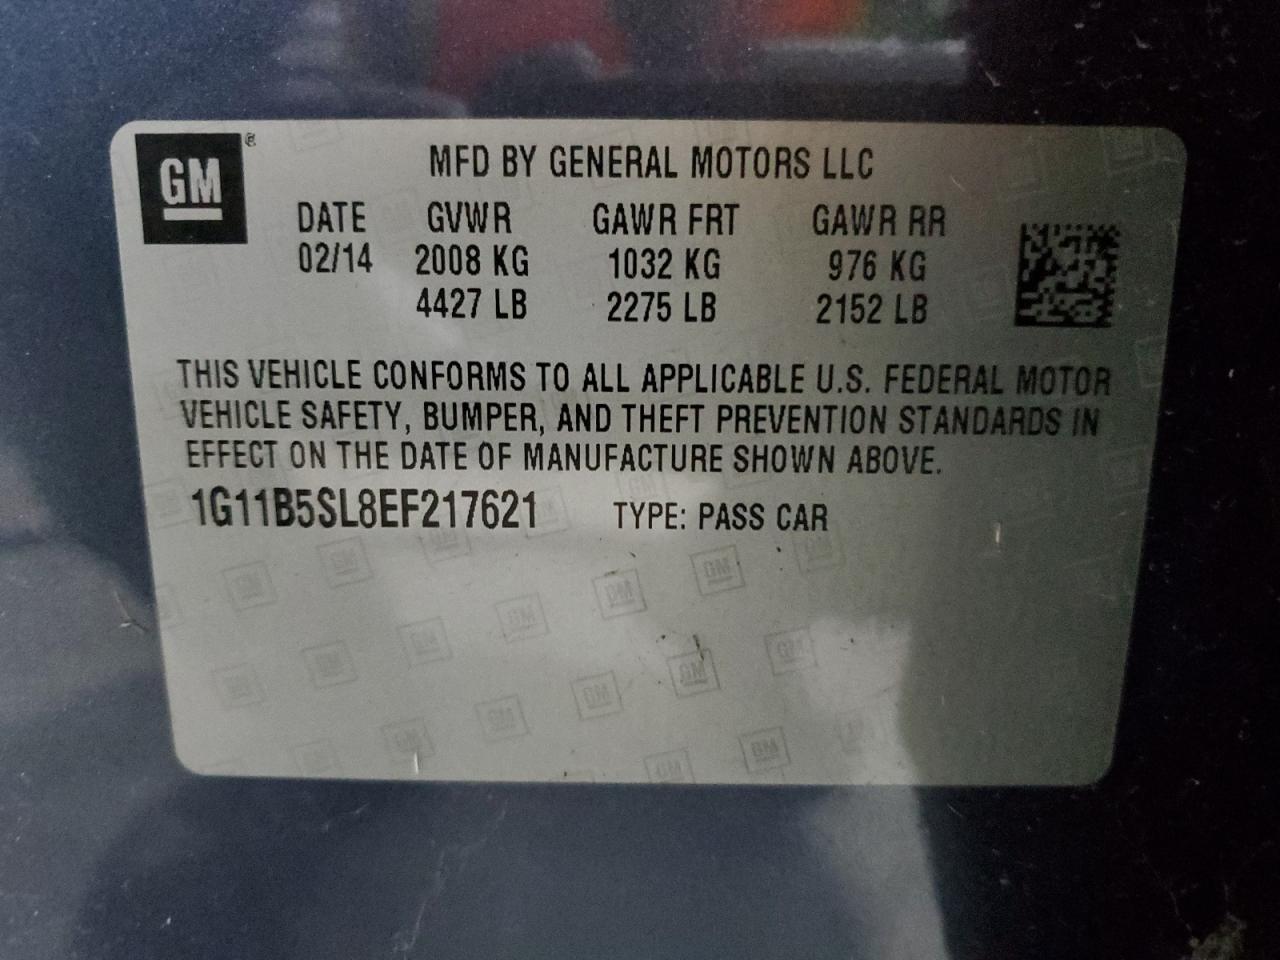 GM ®
MFD BY GENERAL MOTORS LLC
DATE GVWR GAWR FRT GAWR RR
02/14 2008 KG 1032 KG 976 KG
4427 LB 2275 LB 2152 LB
THIS VEHICLE CONFORMS TO ALL APPLICABLE U.S. FEDERAL MOTOR
VEHICLE SAFETY, BUMPER, AND THEFT PREVENTION STANDARDS IN
EFFECT ON THE DATE OF MANUFACTURE SHOWN ABOVE.
1G11B5SL8EF217621 TYPE: PASS CAR